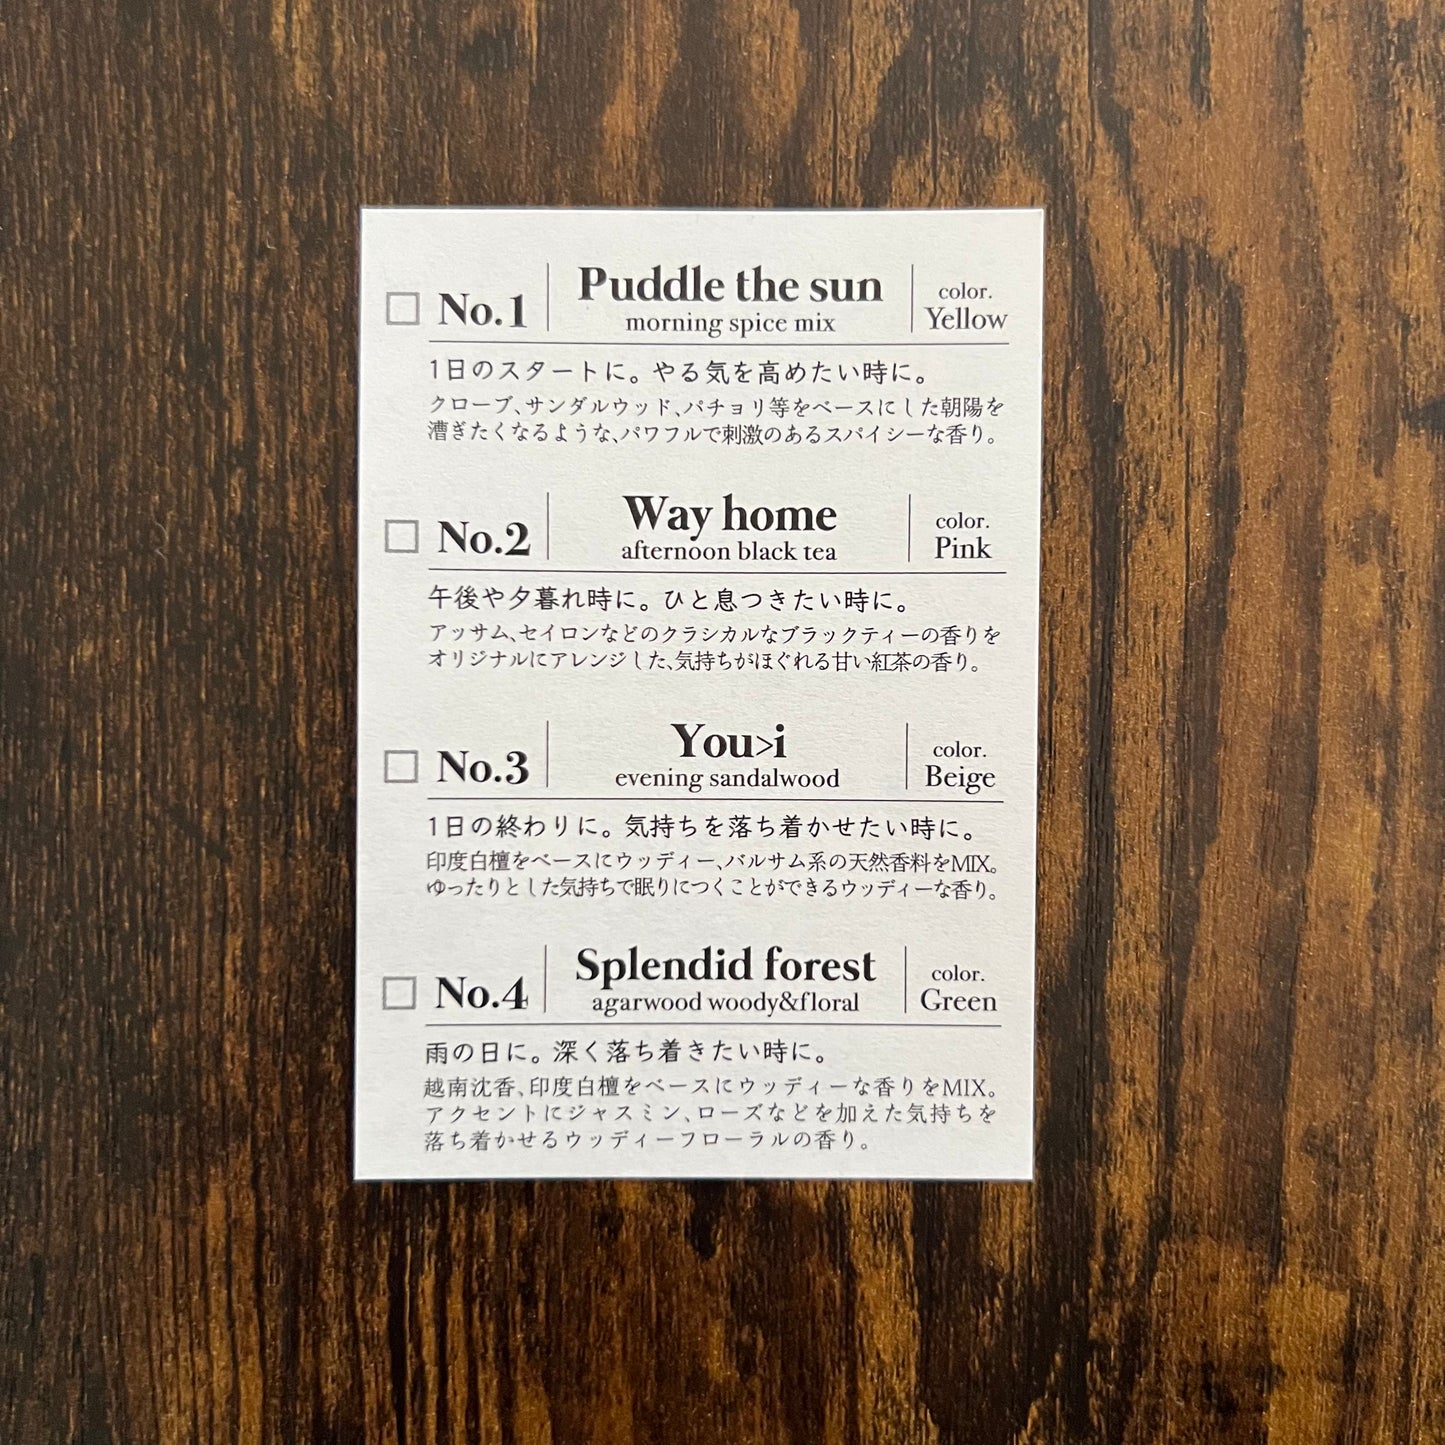 No.1
Puddle the sun
morning spice mix
color.
Yellow
1日のスタートに。やる気を高めたい時に。
クローブ、サンダルウッド、パチョリ等をベースにした朝陽を
漕ぎたくなるような、パワフルで刺激のあるスパイシーな香り。
No.2
Way home
afternoon black tea
color.
Pink
午後や夕暮れ時に。ひと息つきたい時に。
アッサム、セイロンなどのクラシカルなブラックティーの香りを
オリジナルにアレンジした、気持ちがほぐれる甘い紅茶の香り。
No.3
You>i
evening sandalwood
color.
Beige
1日の終わりに。気持ちを落ち着かせたい時に。
印度白檀をベースにウッディー、バルサム系の天然香料をMIX。
ゆったりとした気持ちで眠りにつくことができるウッディーな香り。
No.4
Splendid forest
agarwood woody&floral
color.
Green
雨の日に。深く落ち着きたい時に。
越南沈香、印度白檀をベースにウッディーな香りをMIX。
アクセントにジャスミン、ローズなどを加えた気持ちを
落ち着かせるウッディーフローラルの香り。